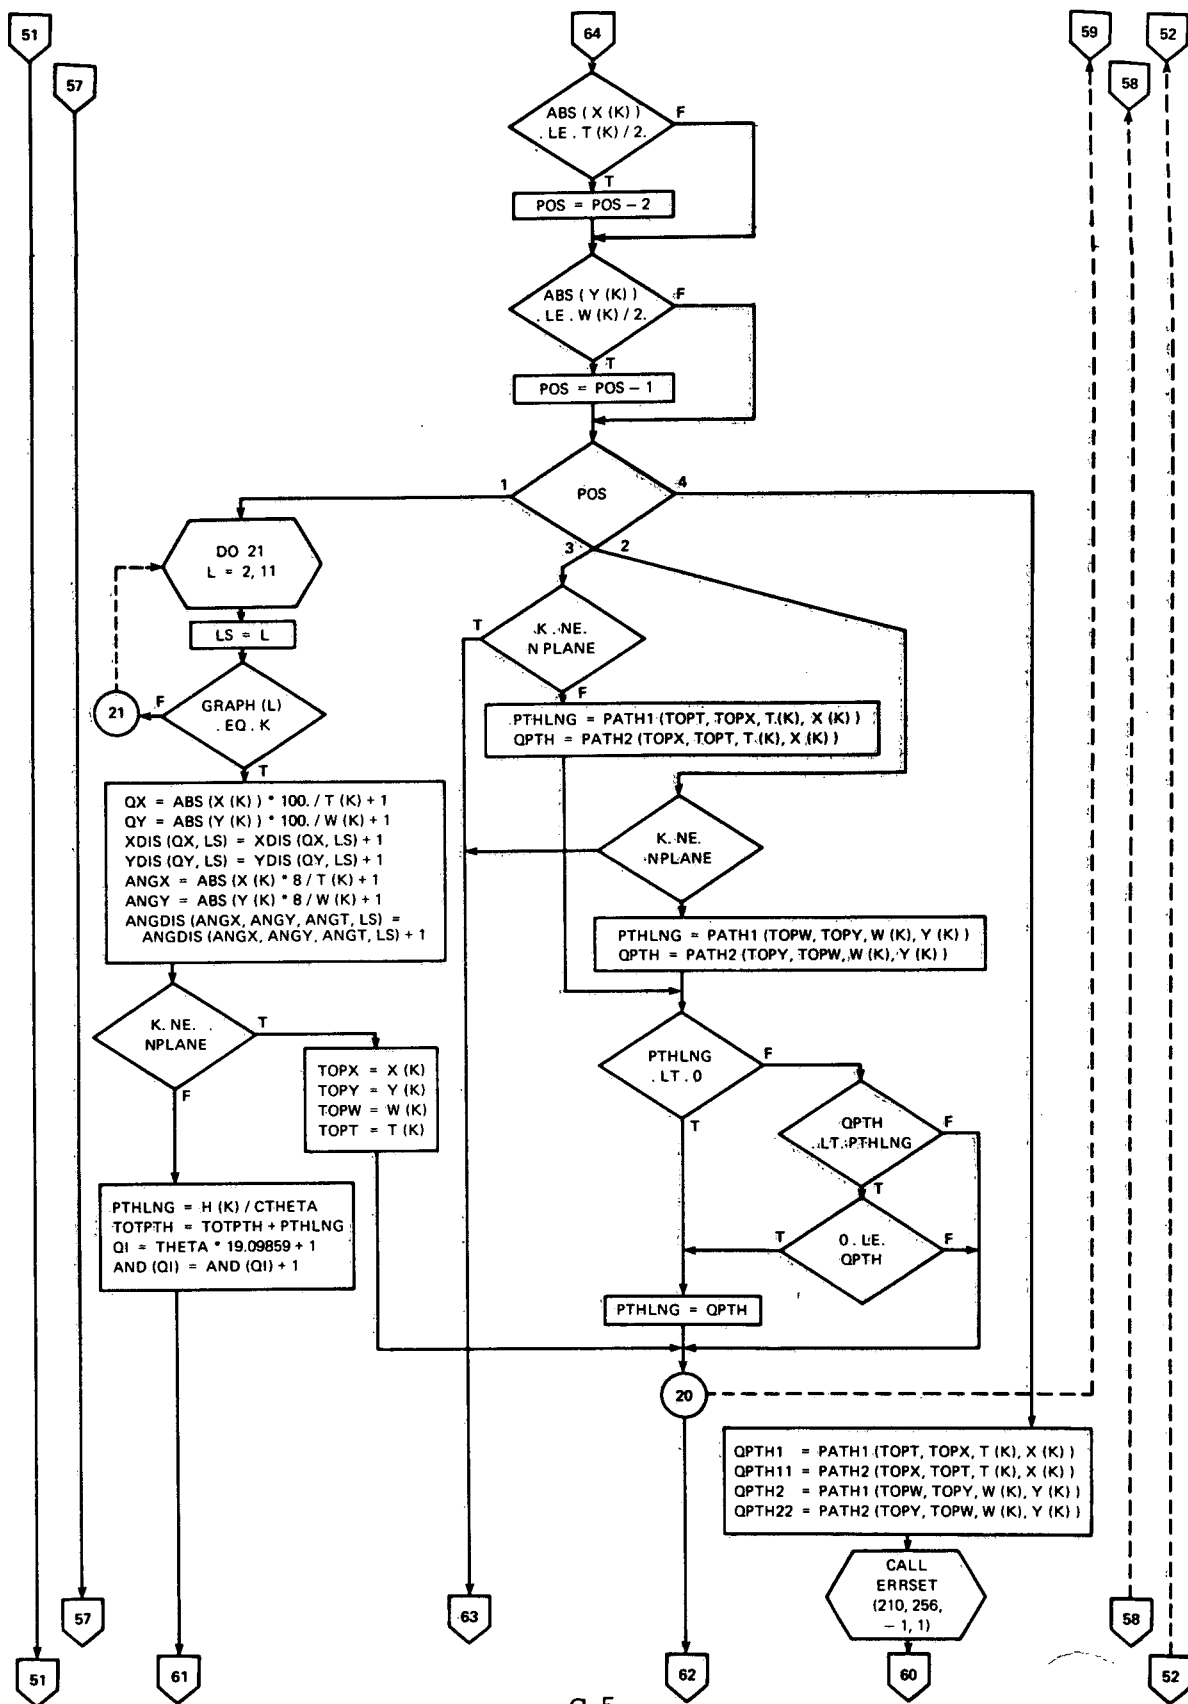 51
64
59
52
57
58
ABS ( X (K) )
. LE . T (K) / 2.
F
T
POS = POS – 2
ABS ( Y (K) )
. LE . W (K) / 2.
F
T
POS = POS – 1
POS
1
4
3
2
DO 21
L = 2, 11
LS = L
GRAPH (L)
. EQ . K
F
21
T
K . NE.
N PLANE
T
F
PTHLNG = PATH1 (TOPT, TOPX, T (K), X (K) )
QPTH = PATH2 (TOPX, TOPT, T (K), X (K) )
QX = ABS (X (K) ) * 100. / T (K) + 1
QY = ABS (Y (K) ) * 100. / W (K) + 1
XDIS (QX, LS) = XDIS (QX, LS) + 1
YDIS (QY, LS) = YDIS (QY, LS) + 1
ANGX = ABS (X (K) * 8 / T (K) + 1
ANGY = ABS (Y (K) * 8 / W (K) + 1
ANGDIS (ANGX, ANGY, ANGT, LS) =
ANGDIS (ANGX, ANGY, ANGT, LS) + 1
K. NE.
NPLANE
PTHLNG = PATH1 (TOPW, TOPY, W (K), Y (K) )
QPTH = PATH2 (TOPY, TOPW, W (K), Y (K) )
K. NE.
NPLANE
T
F
TOPX = X (K)
TOPY = Y (K)
TOPW = W (K)
TOPT = T (K)
PTHLNG
. LT . 0
F
T
QPTH
. LT. PTHLNG
F
T
0 . LE.
QPTH
T
F
PTHLNG = H (K) / CTHETA
TOTPTH = TOTPTH + PTHLNG
QI = THETA * 19.09859 + 1
AND (QI) = AND (QI) + 1
PTHLNG = QPTH
20
QPTH1 = PATH1 (TOPT, TOPX, T (K), X (K) )
QPTH11 = PATH2 (TOPX, TOPT, T (K), X (K) )
QPTH2 = PATH1 (TOPW, TOPY, W (K), Y (K) )
QPTH22 = PATH2 (TOPY, TOPW, W (K), Y (K) )
CALL
ERRSET
(210, 256,
– 1, 1)
57
63
58
51
61
62
60
52